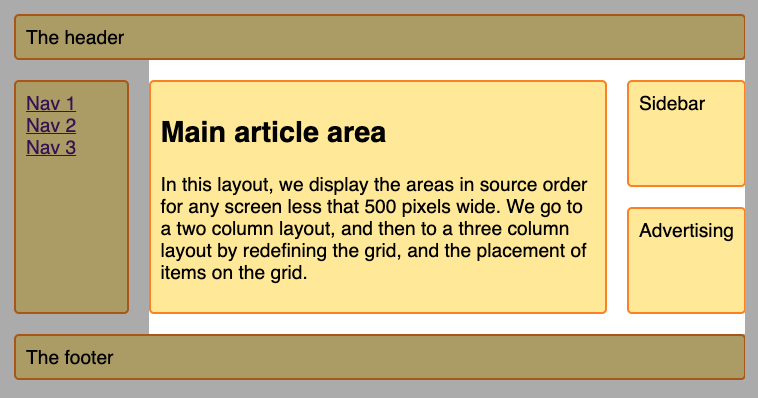 The header
Nav 1
Nav 2
Nav 3
Main article area
In this layout, we display the areas in source order
for any screen less that 500 pixels wide. We go to
a two column layout, and then to a three column
layout by redefining the grid, and the placement of
items on the grid.
Sidebar
Advertising
The footer